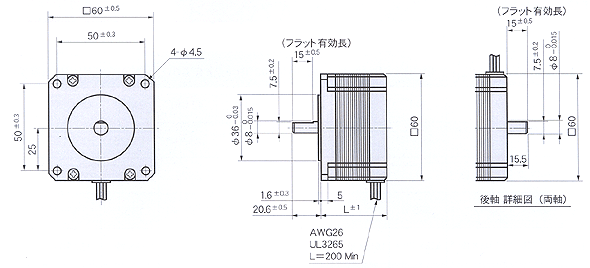 □60±0.5
50±0.3
4-φ4.5
50±0.3
25
(フラット有効長)
15±0.5
7.5±0.2
φ36 0 -0.03
φ8 0 -0.015
□60
1.6±0.3
5
20.6±0.5
L±1
AWG26
UL3265
L=200 Min
(フラット有効長)
15±0.5
7.5±0.2
φ8 0 -0.015
□60
15.5
後軸 詳細図 (両軸)